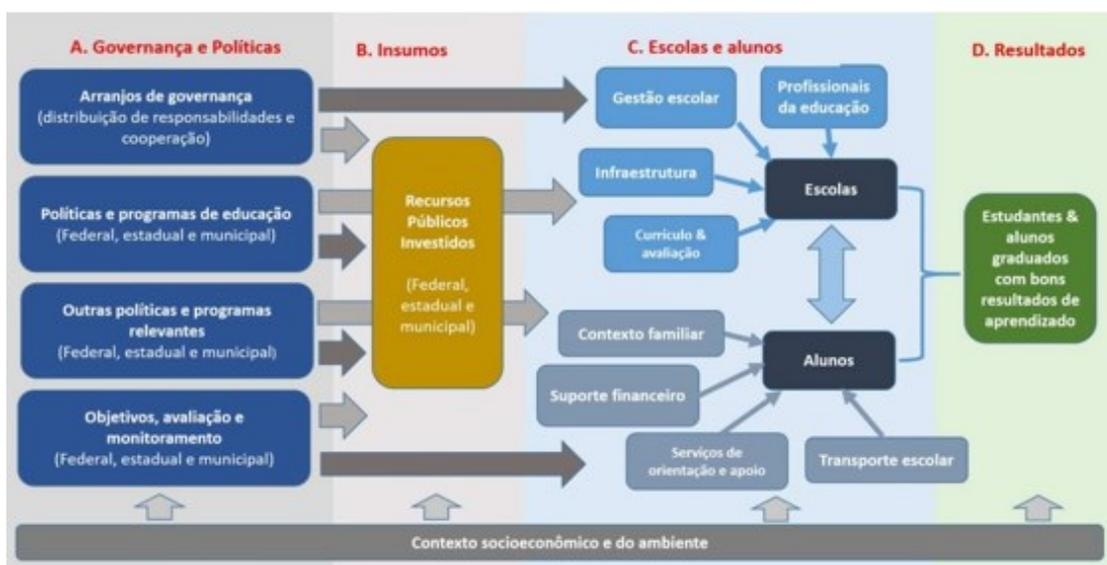 A. Governança e Políticas
Arranjos de governança
(distribuição de responsabilidades e
cooperação)
Políticas e programas de educação
(Federal, estadual e municipal)
Outras políticas e programas
relevantes
(Federal, estadual e municipal)
Objetivos, avaliação e
monitoramento
(Federal, estadual e municipal)
B. Insumos
Recursos
Públicos
Investidos
(Federal,
estadual e
municipal)
C. Escolas e alunos
Gestão escolar
Profissionais
da educação
Infraestrutura
Escolas
Currículo &
avaliação
Contexto familiar
Alunos
Suporte financeiro
Serviços de
orientação e apoio
Transporte escolar
D. Resultados
Estudantes &
alunos
graduados
com bons
resultados de
aprendizado
Contexto socioeconômico e do ambiente